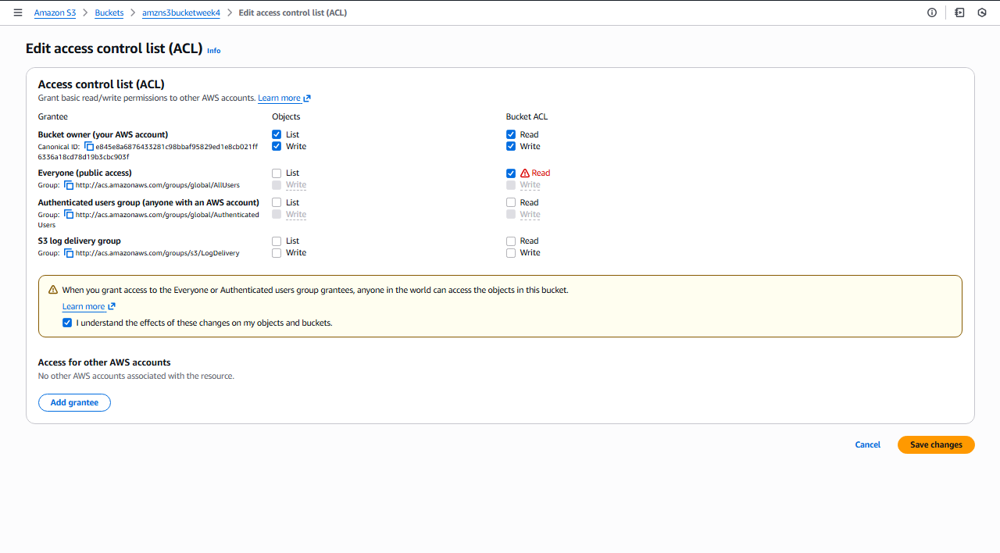 Amazon S3 > Buckets > amzns3bucketweek4 > Edit access control list (ACL)
Edit access control list (ACL) Info
Access control list (ACL)
Grant basic read/write permissions to other AWS accounts. Learn more
Grantee Objects Bucket ACL
Bucket owner (your AWS account) List Read
Canonical ID: e845e8a6876433281c98bbaf95829ed1e8cb021ff Write Write
6336a18cd78d19b3cbc903f
Everyone (public access) List Read
Group: http://acs.amazonaws.com/groups/global/AllUsers Write Write
Authenticated users group (anyone with an AWS account) List Read
Group: http://acs.amazonaws.com/groups/global/Authenticated Write Write
Users
S3 log delivery group List Read
Group: http://acs.amazonaws.com/groups/s3/LogDelivery Write Write
When you grant access to the Everyone or Authenticated users group grantees, anyone in the world can access the objects in this bucket.
Learn more
I understand the effects of these changes on my objects and buckets.
Access for other AWS accounts
No other AWS accounts associated with the resource.
Add grantee
Cancel Save changes